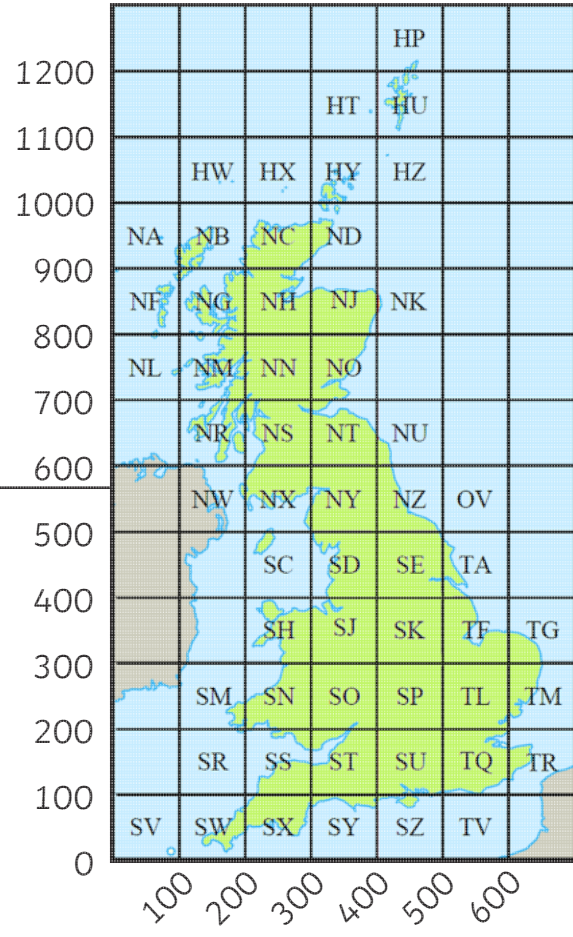 HP
1200
HT HU
1100
HW HX HY HZ
1000
NA NB NC ND
900
NF NG NH NJ NK
800
NL NM NN NO
700
NR NS NT NU
600
NW NX NY NZ OV
500
SC SD SE TA
400
SH SJ SK TF TG
300
SM SN SO SP TL TM
200
SR SS ST SU TQ TR
100
SV SW SX SY SZ TV
0
100 200 300 400 500 600